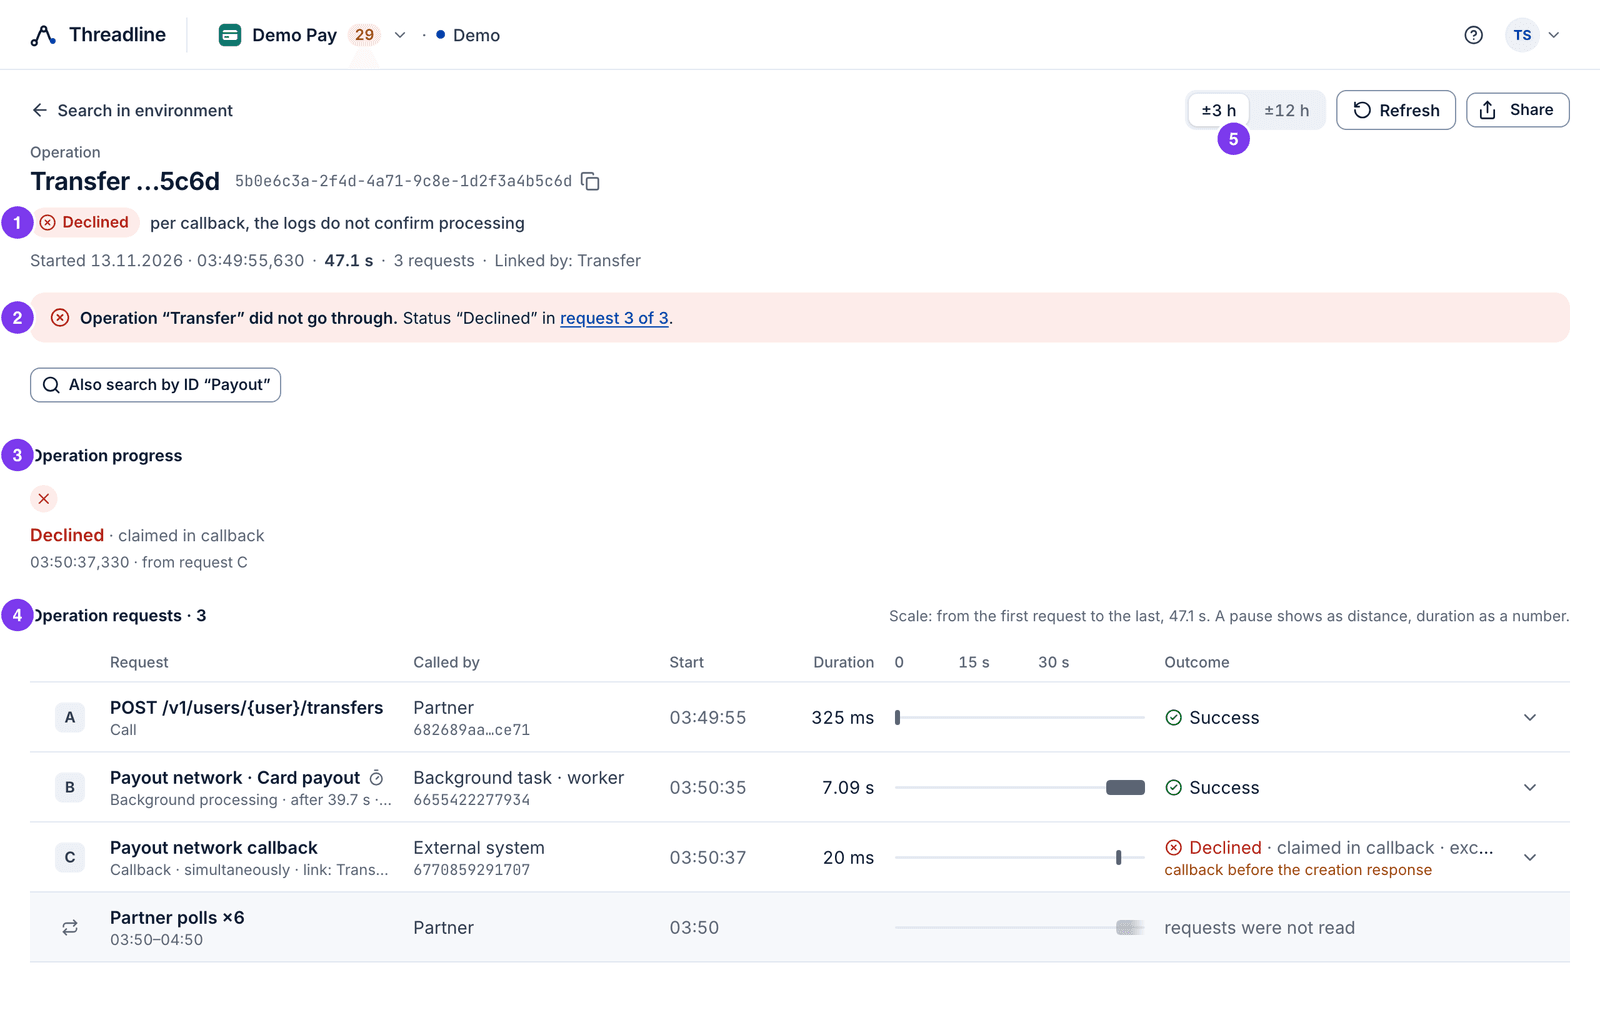 Threadline
Demo Pay 29 · Demo
TS
Search in environment
±3 h ±12 h Refresh Share
5
Operation
Transfer …5c6d 5b0e6c3a-2f4d-4a71-9c8e-1d2f3a4b5c6d
1 Declined per callback, the logs do not confirm processing
Started 13.11.2026 · 03:49:55,630 · 47.1 s · 3 requests · Linked by: Transfer
2 Operation “Transfer” did not go through. Status “Declined” in request 3 of 3.
Also search by ID “Payout”
3 Operation progress
Declined · claimed in callback
03:50:37,330 · from request C
4 Operation requests · 3
Scale: from the first request to the last, 47.1 s. A pause shows as distance, duration as a number.
Request Called by Start Duration 0 15 s 30 s Outcome
A POST /v1/users/{user}/transfers Partner 03:49:55 325 ms Success
Call 682689aa…ce71
B Payout network · Card payout Background task · worker 03:50:35 7.09 s Success
Background processing · after 39.7 s ·… 6655422277934
C Payout network callback External system 03:50:37 20 ms Declined · claimed in callback · exc…
Callback · simultaneously · link: Trans… 6770859291707 callback before the creation response
Partner polls ×6 Partner 03:50 requests were not read
03:50–04:50